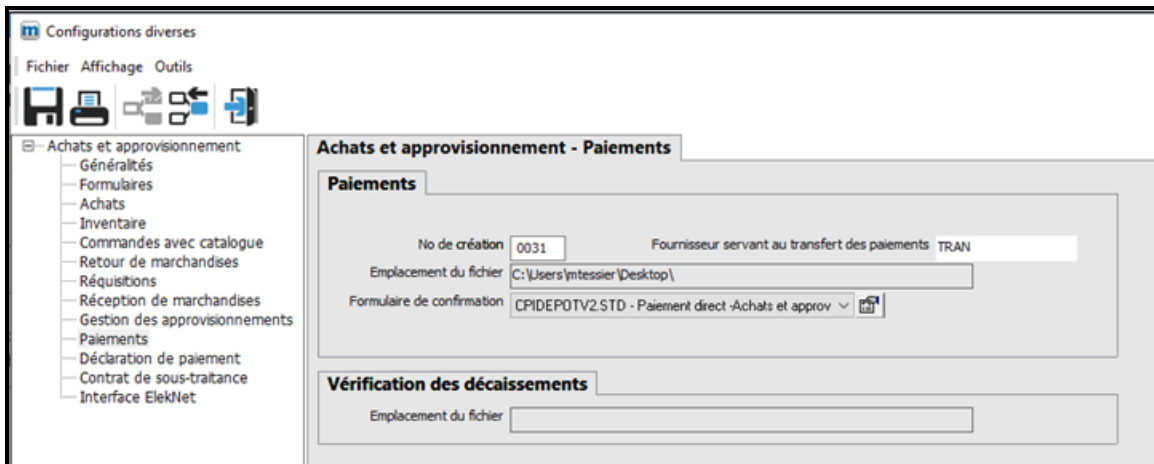 m Configurations diverses
Fichier Affichage Outils
Achats et approvisionnement
Généralités
Formulaires
Achats
Inventaire
Commandes avec catalogue
Retour de marchandises
Réquisitions
Réception de marchandises
Gestion des approvisionnements
Paiements
Déclaration de paiement
Contrat de sous-traitance
Interface ElekNet
Achats et approvisionnement - Paiements
Paiements
No de création 0031 Fournisseur servant au transfert des paiements TRAN
Emplacement du fichier C:\Users\mtessier\Desktop\
Formulaire de confirmation CPIDEPOTV2.STD - Paiement direct -Achats et approv
Vérification des décaissements
Emplacement du fichier